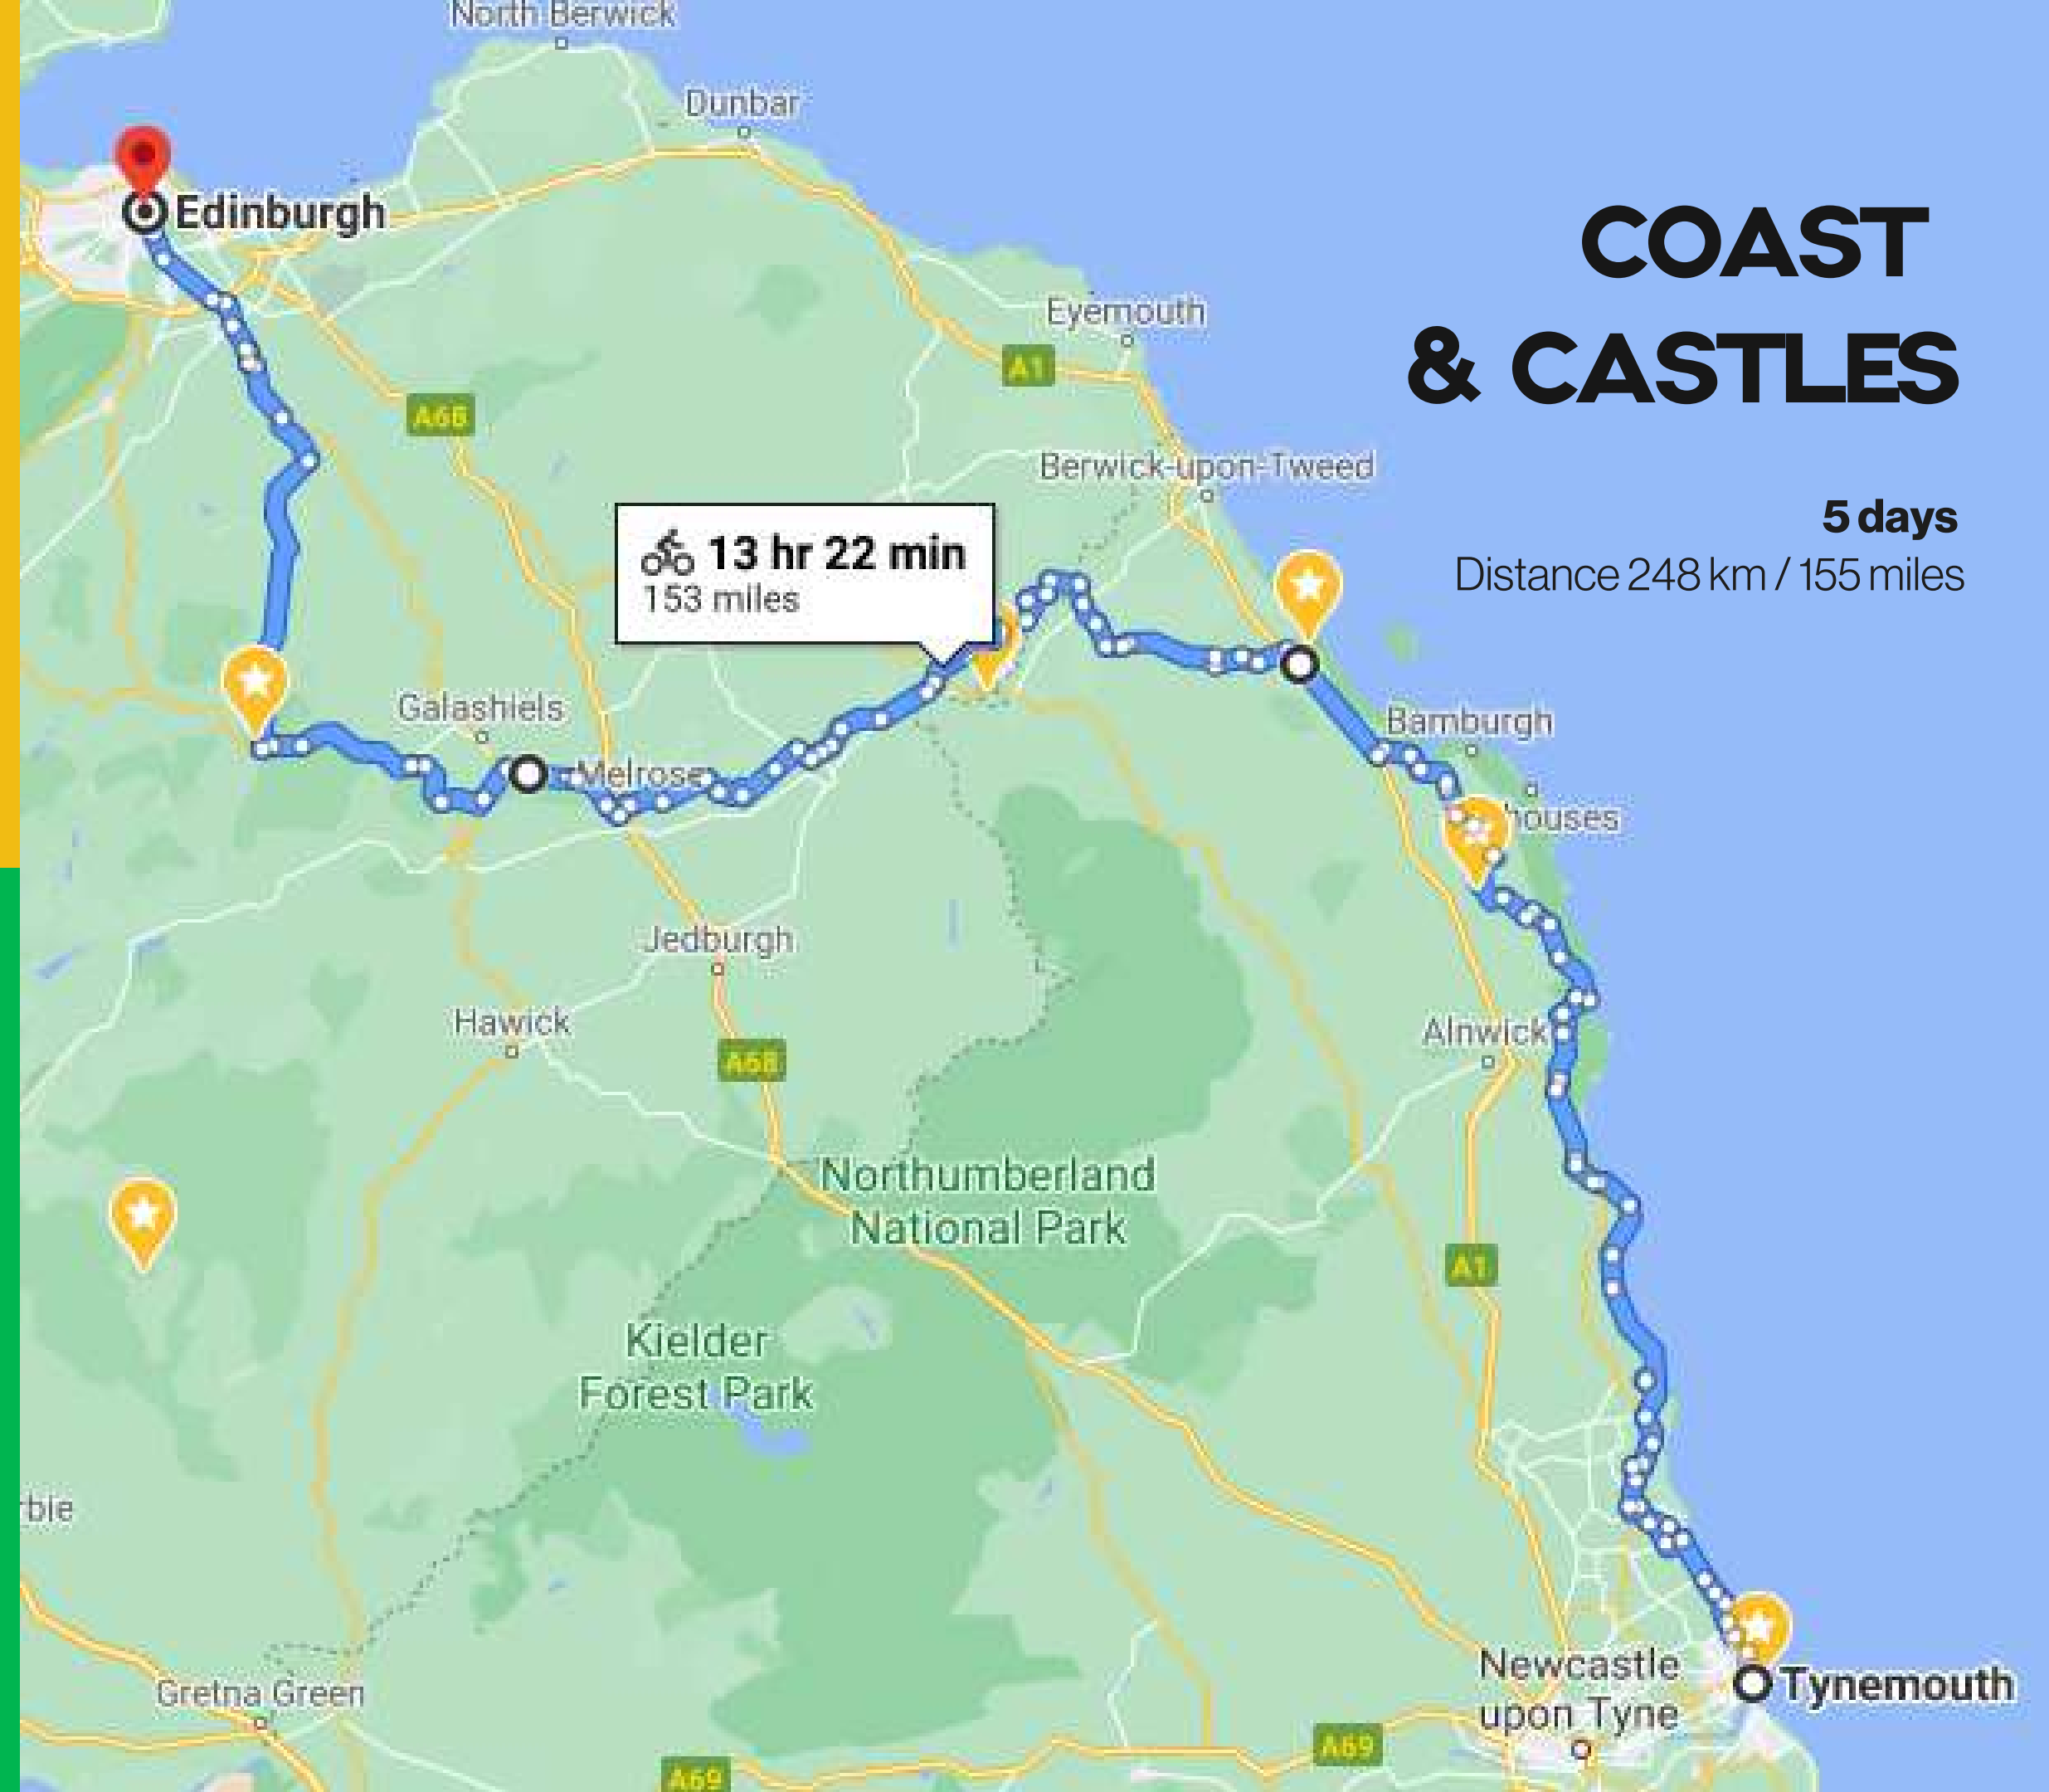 North Berwick
Dunbar
Edinburgh
COAST
& CASTLES
Eyemouth
A1
A68
Berwick-upon-Tweed
5 days
Distance 248 km / 155 miles
13 hr 22 min
153 miles
Galashiels
Bamburgh
Melrose
houses
Jedburgh
Hawick
Alnwick
A68
Northumberland
National Park
A1
Kielder
Forest Park
rbie
Newcastle
upon Tyne
Tynemouth
Gretna Green
A69
A69